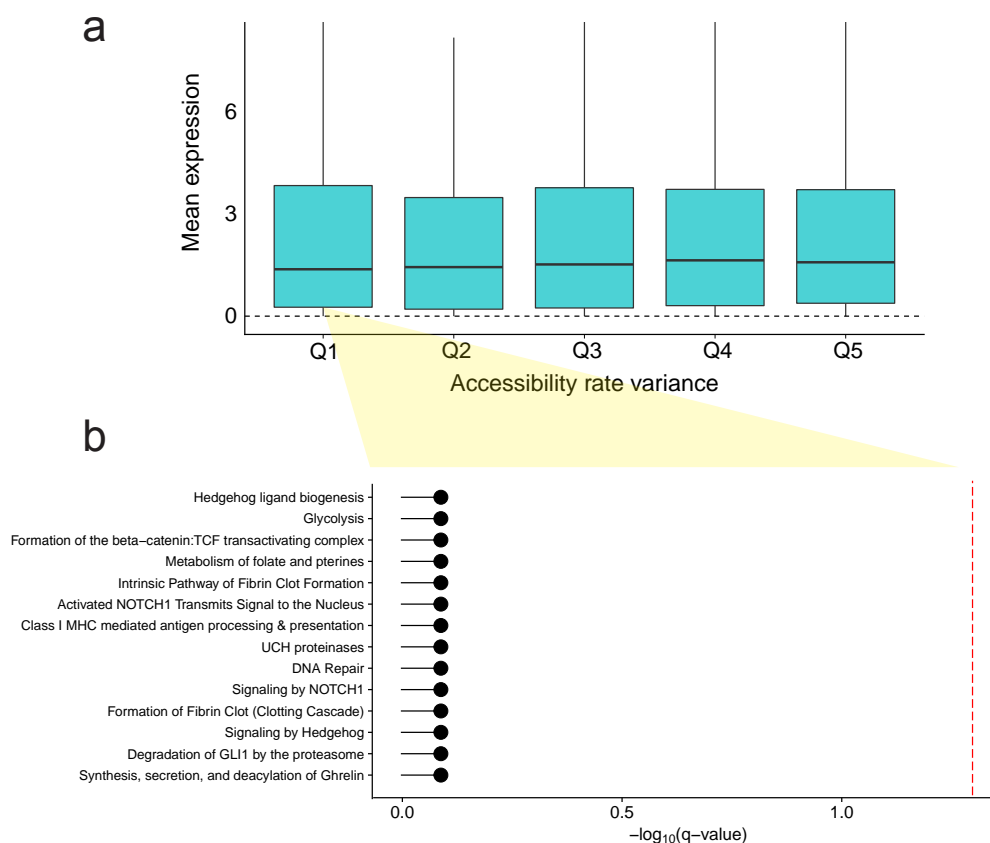 a
Mean expression
6
3
0
Q1 Q2 Q3 Q4 Q5
Accessibility rate variance
b
Hedgehog ligand biogenesis
Glycolysis
Formation of the beta−catenin:TCF transactivating complex
Metabolism of folate and pterines
Intrinsic Pathway of Fibrin Clot Formation
Activated NOTCH1 Transmits Signal to the Nucleus
Class I MHC mediated antigen processing & presentation
UCH proteinases
DNA Repair
Signaling by NOTCH1
Formation of Fibrin Clot (Clotting Cascade)
Signaling by Hedgehog
Degradation of GLI1 by the proteasome
Synthesis, secretion, and deacylation of Ghrelin
0.0 0.5 1.0
−log₁₀(q−value)